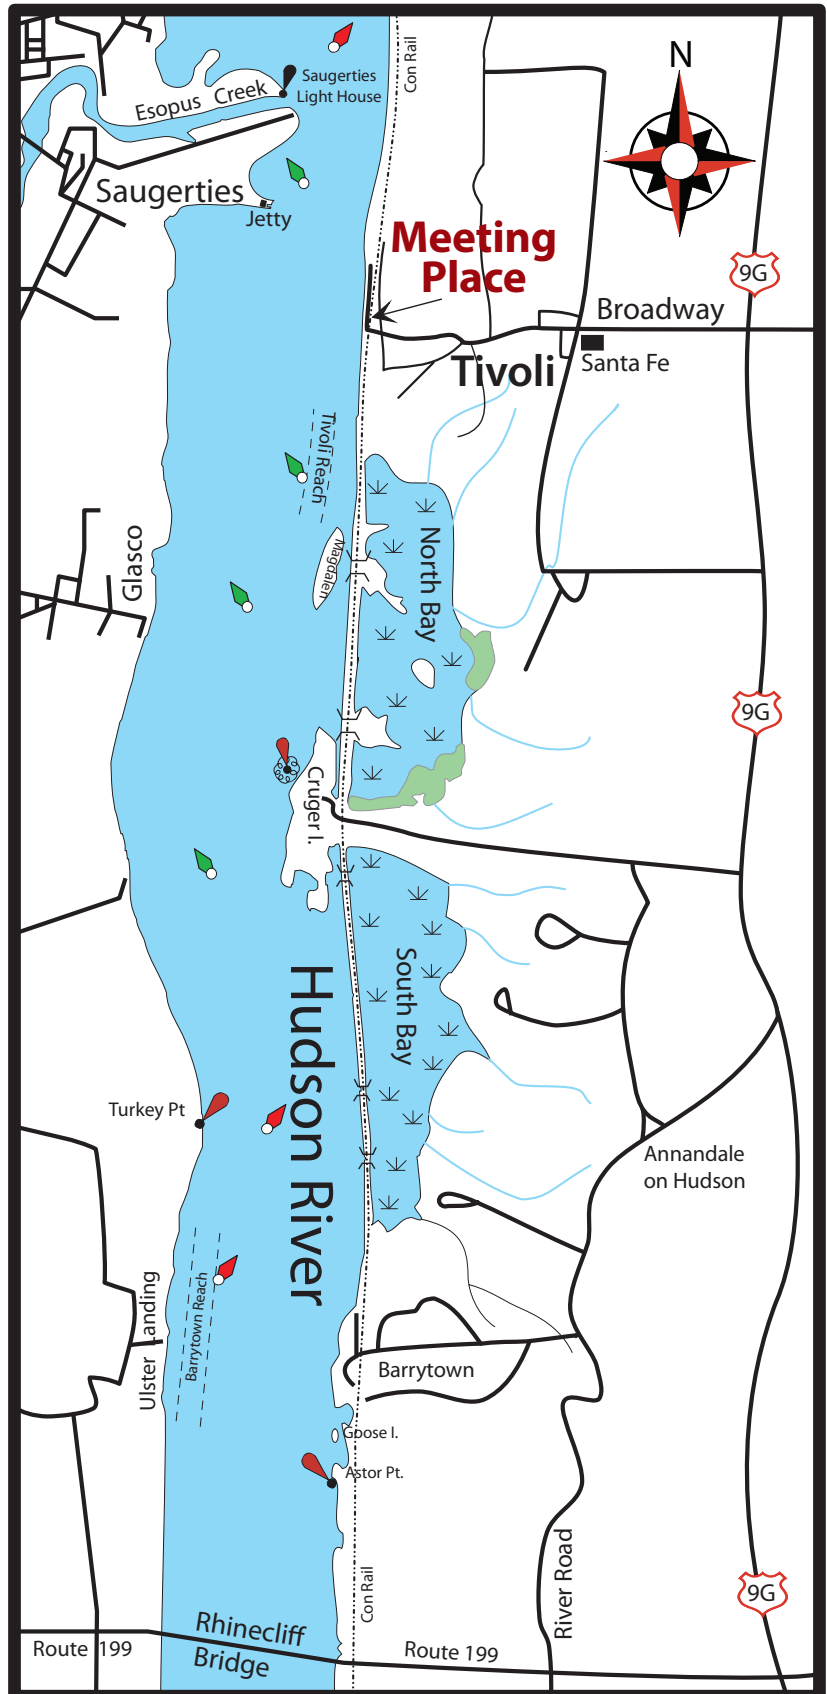 N
Con Rail
Saugerties
Light House
Esopus Creek
Saugerties
Jetty
Meeting
Place
9G
Broadway
Tivoli
Santa Fe
Tivoli Reach
North Bay
Magdalen
Glasco
9G
Cruger I.
South Bay
Hudson River
Turkey Pt
Annandale
on Hudson
Ulster Landing
Barrytown Reach
Barrytown
Goose I.
Astor Pt.
Con Rail
River Road
9G
Rhinecliff
Bridge
Route 199
Route 199